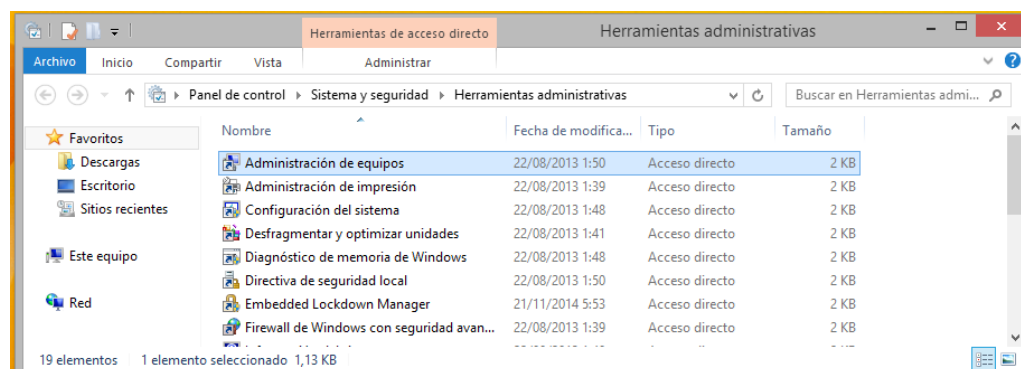 Herramientas de acceso directo Herramientas administrativas
Archivo Inicio Compartir Vista Administrar
Panel de control Sistema y seguridad Herramientas administrativas Buscar en Herramientas admi...
Favoritos
Descargas
Escritorio
Sitios recientes
Este equipo
Red
Nombre Fecha de modifica... Tipo Tamaño
Administración de equipos 22/08/2013 1:50 Acceso directo 2 KB
Administración de impresión 22/08/2013 1:39 Acceso directo 2 KB
Configuración del sistema 22/08/2013 1:48 Acceso directo 2 KB
Desfragmentar y optimizar unidades 22/08/2013 1:41 Acceso directo 2 KB
Diagnóstico de memoria de Windows 22/08/2013 1:48 Acceso directo 2 KB
Directiva de seguridad local 22/08/2013 1:50 Acceso directo 2 KB
Embedded Lockdown Manager 21/11/2014 5:53 Acceso directo 2 KB
Firewall de Windows con seguridad avan... 22/08/2013 1:39 Acceso directo 2 KB
19 elementos 1 elemento seleccionado 1,13 KB